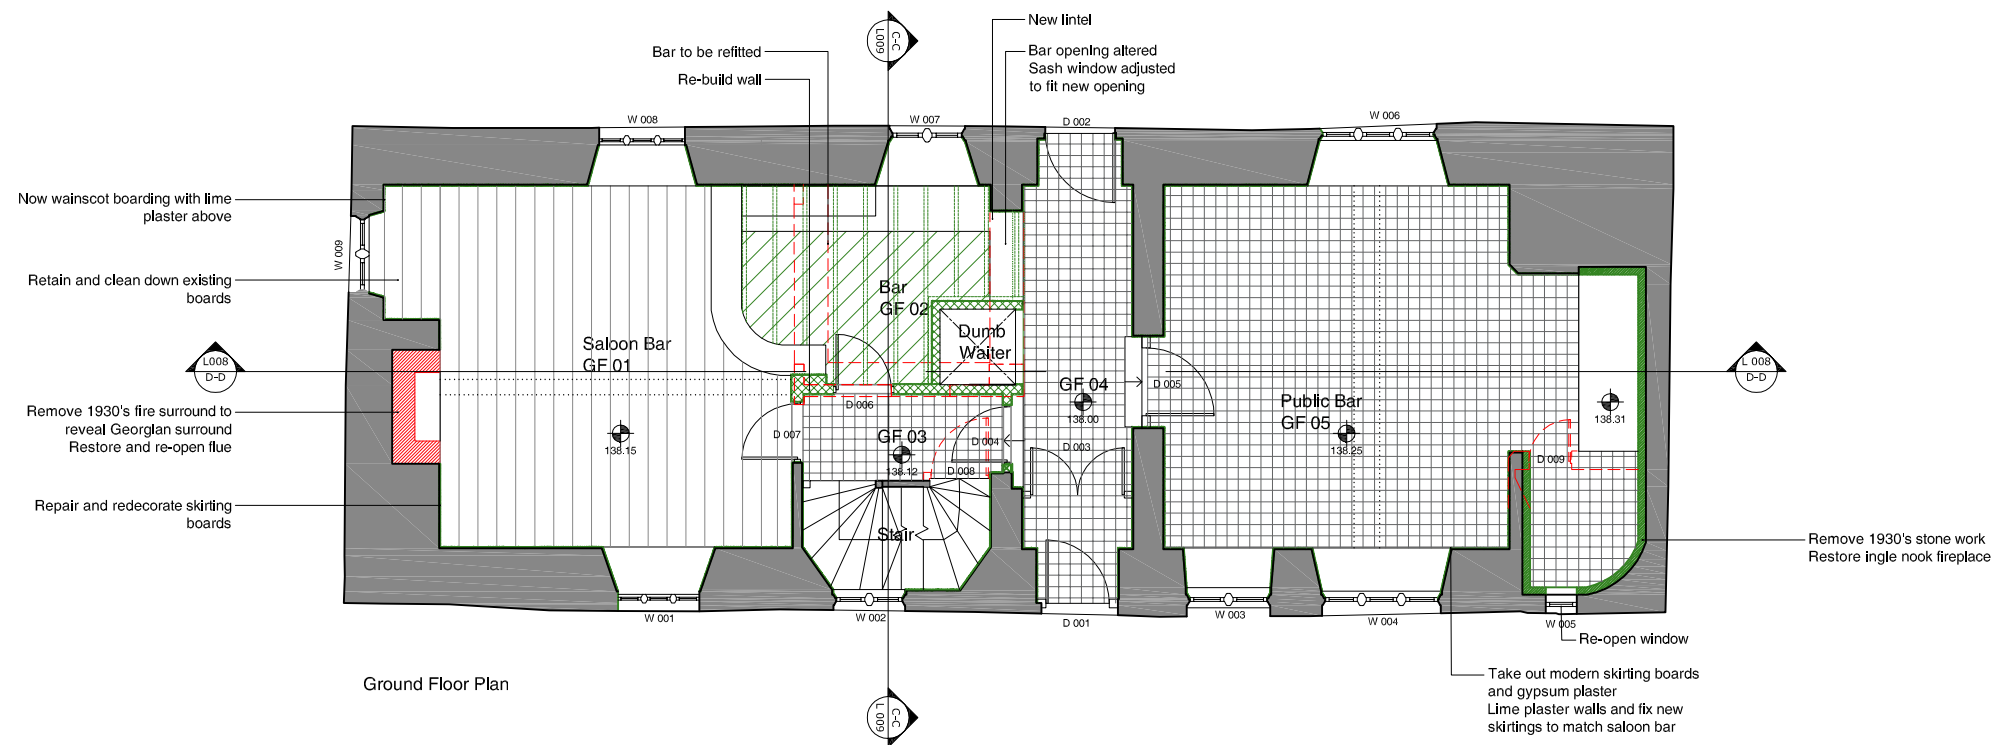 New lintel
C-C
L009
Bar to be refitted
Bar opening altered
Sash window adjusted
to fit new opening
Re-build wall
W 008
W 007
D 002
W 006
Now wainscot boarding with lime
plaster above
W 009
Retain and clean down existing
boards
Bar
GF 02
Dumb
Waiter
Saloon Bar
GF 01
L008
D-D
L 008
D-D
GF 04
138.00
D 005
Public Bar
GF 05
138.25
138.31
D 006
Remove 1930's fire surround to
reveal Georgian surround
Restore and re-open flue
138.15
D 007
GF 03
138.12
D 004
D 003
D 008
D 009
Repair and redecorate skirting
boards
Stair
Remove 1930's stone work
Restore ingle nook fireplace
W 001
W 002
D 001
W 003
W 004
W 005
Re-open window
Ground Floor Plan
Take out modern skirting boards
and gypsum plaster
Lime plaster walls and fix new
skirtings to match saloon bar
C-C
L 009